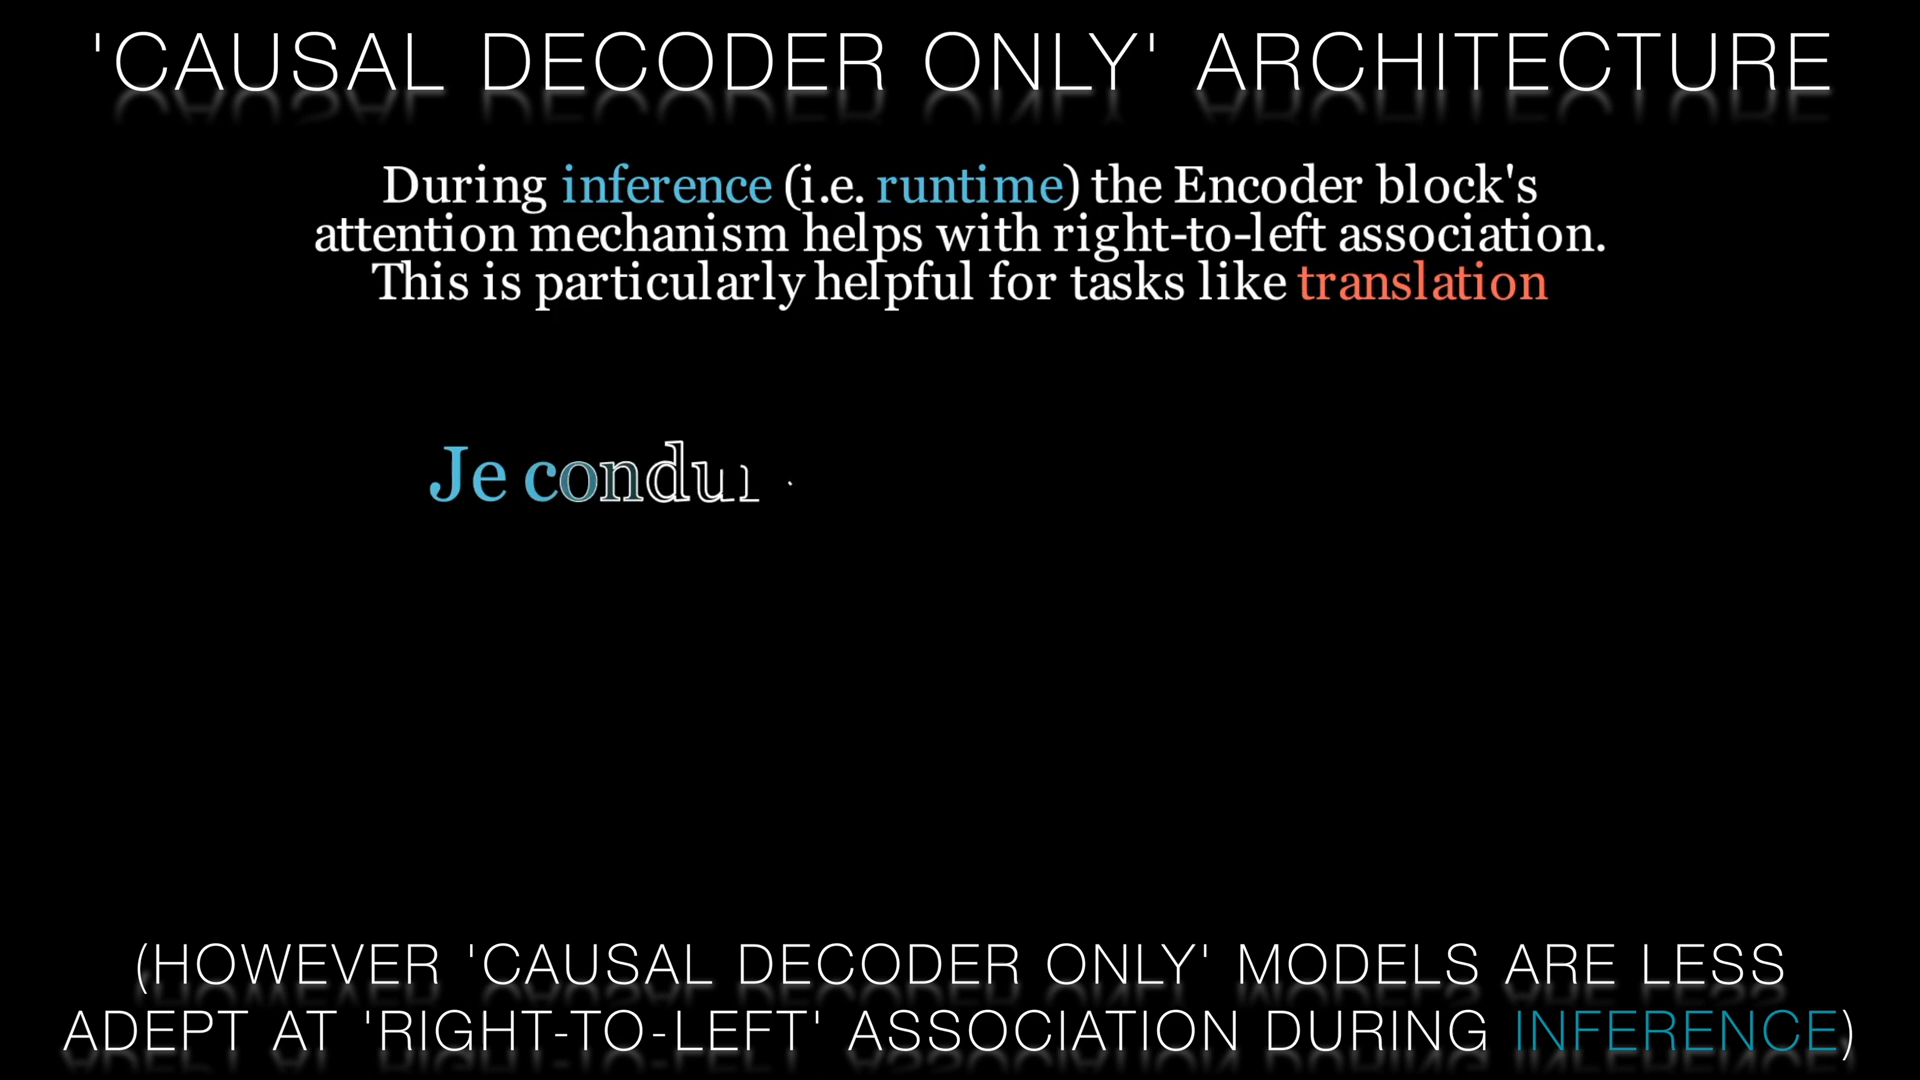 'CAUSAL DECODER ONLY' ARCHITECTURE
During inference (i.e. runtime) the Encoder block's
attention mechanism helps with right-to-left association.
This is particularly helpful for tasks like translation
Je condui
(HOWEVER 'CAUSAL DECODER ONLY' MODELS ARE LESS
ADEPT AT 'RIGHT-TO-LEFT' ASSOCIATION DURING INFERENCE)